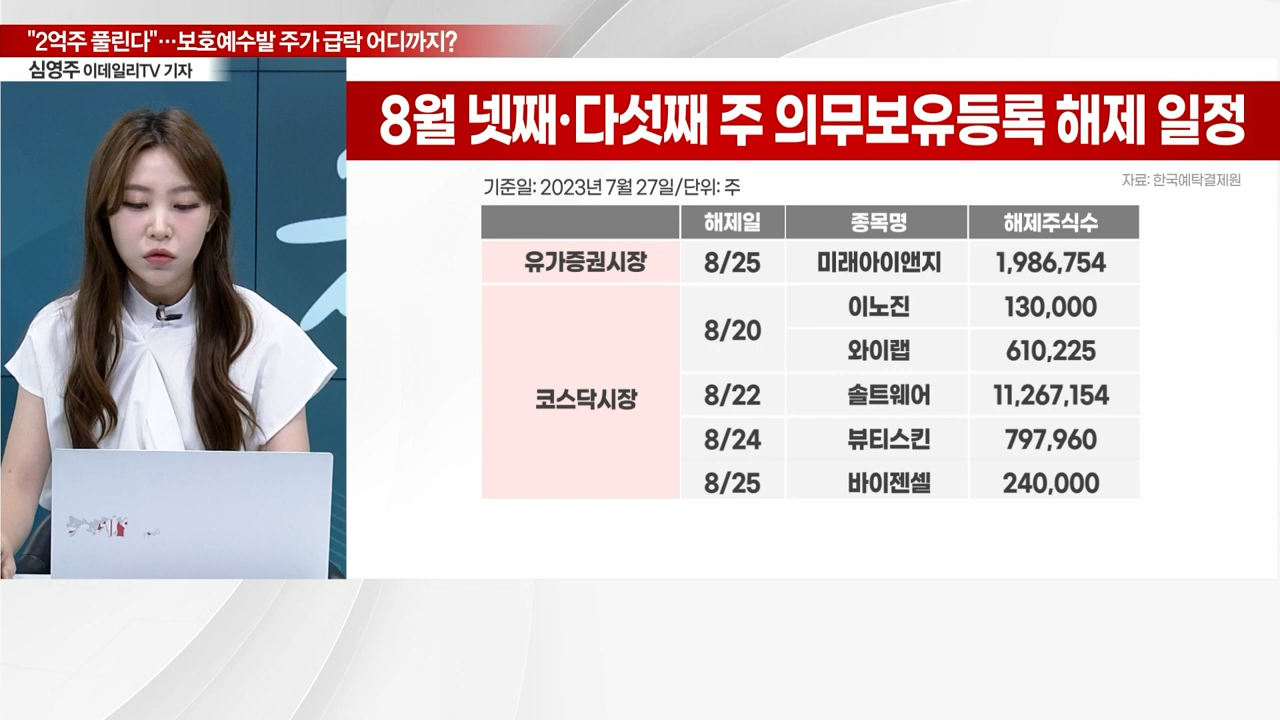 "2억주 풀린다"…보호예수발 주가 급락 어디까지?
심영주 이데일리TV 기자
8월 넷째·다섯째 주 의무보유등록 해제 일정
기준일: 2023년 7월 27일/단위: 주
자료: 한국예탁결제원
해제일 종목명 해제주식수
유가증권시장 8/25 미래아이앤지 1,986,754
코스닥시장 8/20 이노진 130,000
와이랩 610,225
8/22 솔트웨어 11,267,154
8/24 뷰티스킨 797,960
8/25 바이젠셀 240,000